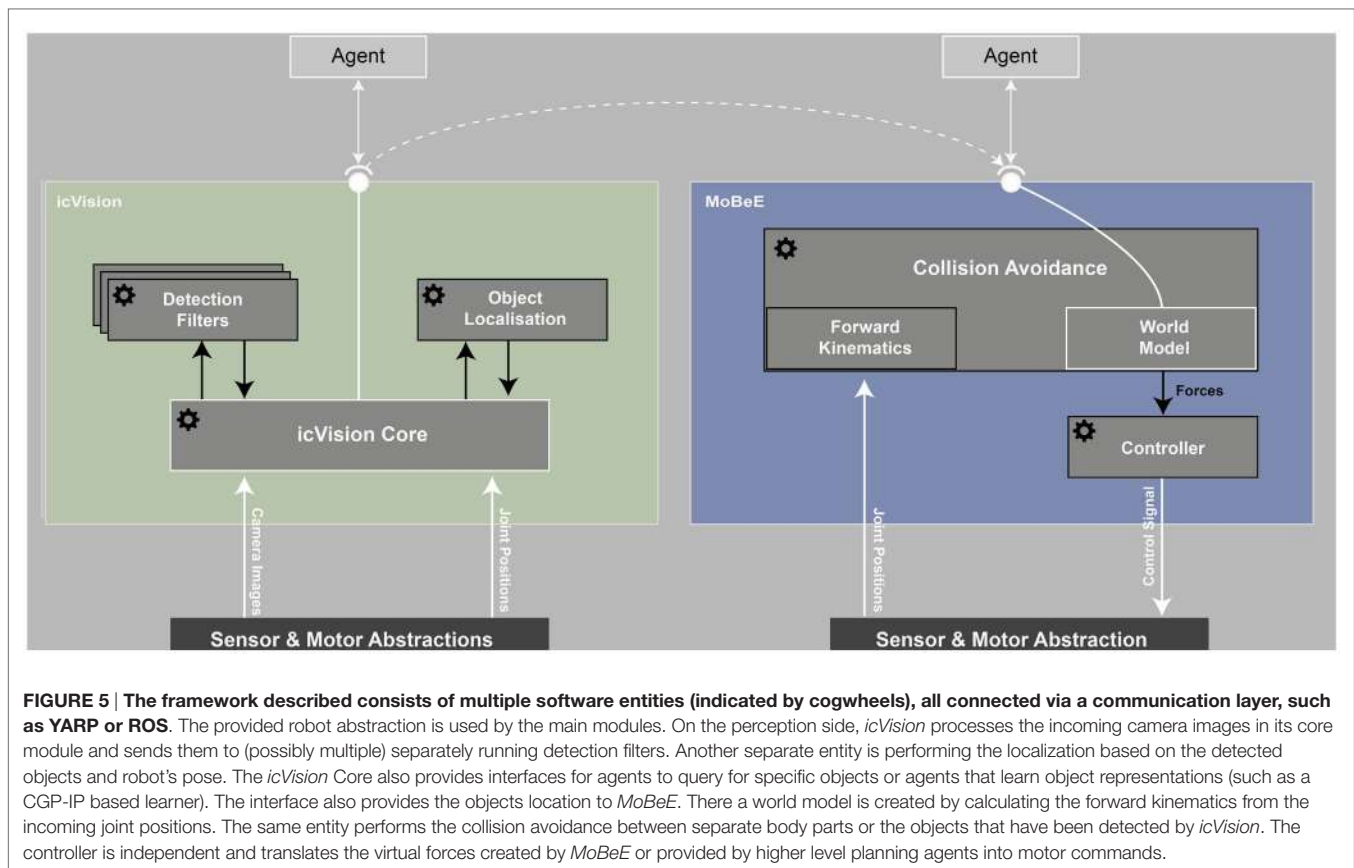 Agent
Agent
icVision
Detection
Filters
Object
Localisation
icVision Core
Camera Images
Joint Positions
Sensor & Motor Abstractions
MoBeE
Collision Avoidance
Forward
Kinematics
World
Model
Forces
Controller
Joint Positions
Control Signal
Sensor & Motor Abstraction
FIGURE 5 | The framework described consists of multiple software entities (indicated by cogwheels), all connected via a communication layer, such
as YARP or ROS. The provided robot abstraction is used by the main modules. On the perception side, icVision processes the incoming camera images in its core
module and sends them to (possibly multiple) separately running detection filters. Another separate entity is performing the localization based on the detected
objects and robot's pose. The icVision Core also provides interfaces for agents to query for specific objects or agents that learn object representations (such as a
CGP-IP based learner). The interface also provides the objects location to MoBeE. There a world model is created by calculating the forward kinematics from the
incoming joint positions. The same entity performs the collision avoidance between separate body parts or the objects that have been detected by icVision. The
controller is independent and translates the virtual forces created by MoBeE or provided by higher level planning agents into motor commands.